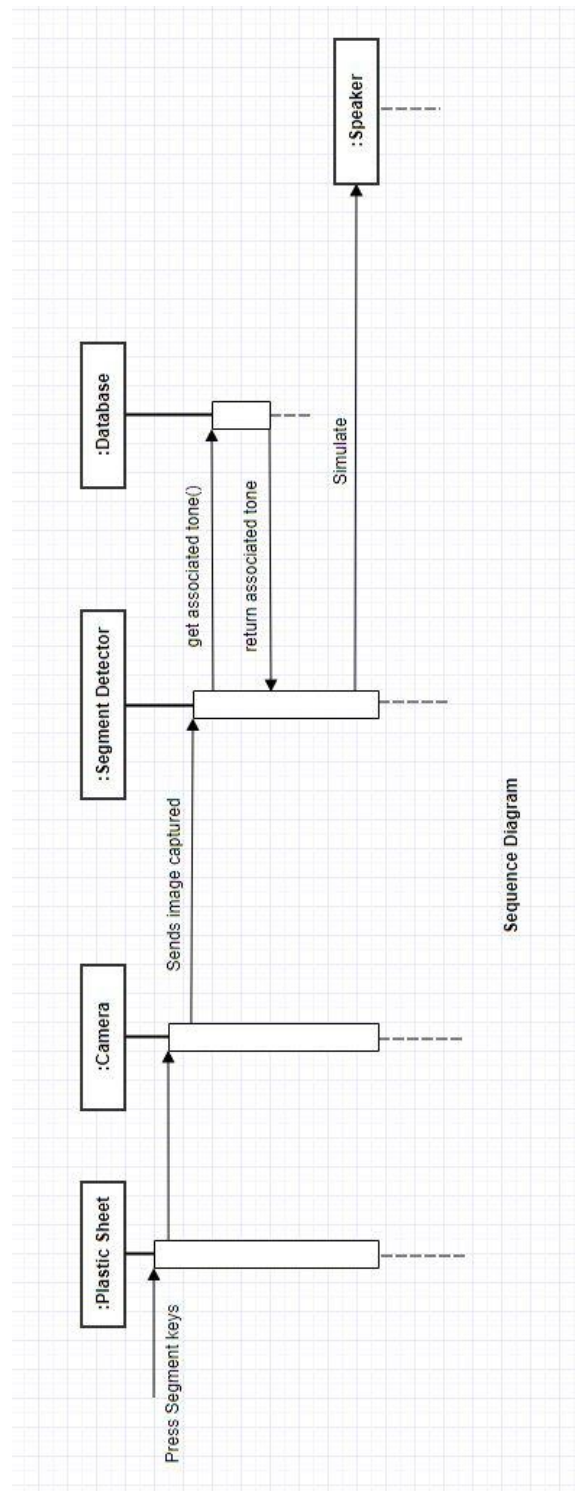 :Plastic Sheet
:Camera
:Segment Detector
:Database
:Speaker
Press Segment keys
Sends image captured
get associated tone()
return associated tone
Simulate
Sequence Diagram